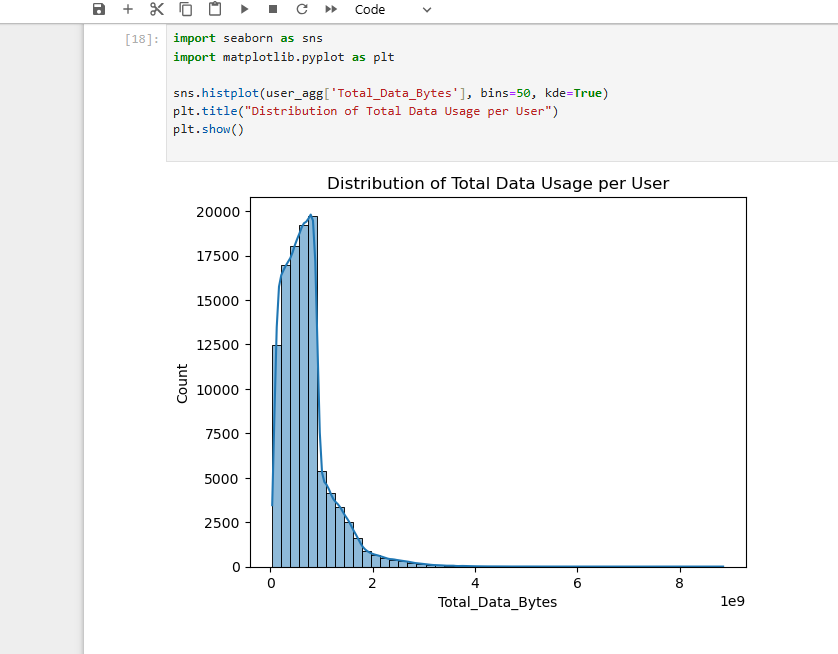 Code
[18]:
import seaborn as sns
import matplotlib.pyplot as plt
sns.histplot(user_agg['Total_Data_Bytes'], bins=50, kde=True)
plt.title("Distribution of Total Data Usage per User")
plt.show()
Distribution of Total Data Usage per User
20000
17500
15000
12500
10000
7500
5000
2500
0
Count
0 2 4 6 8
1e9
Total_Data_Bytes